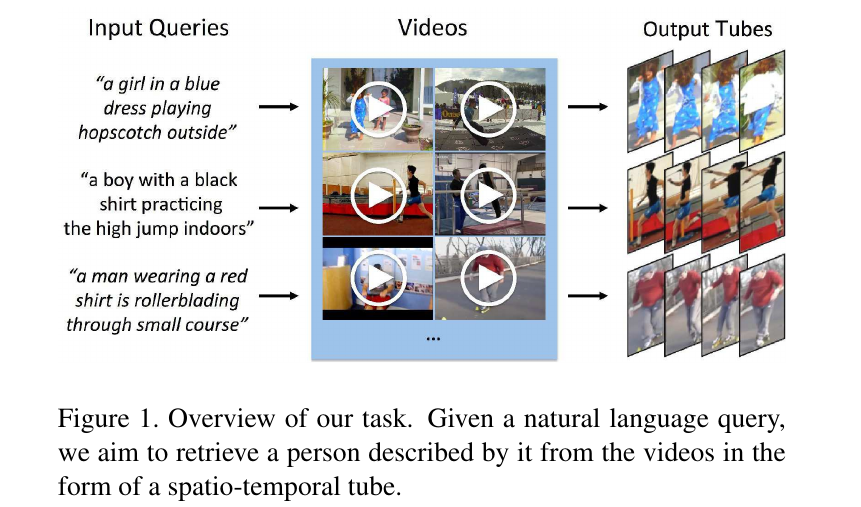 Input Queries
Videos
Output Tubes
“a girl in a blue
dress playing
hopscotch outside”
“a boy with a black
shirt practicing
the high jump indoors”
“a man wearing a red
shirt is rollerblading
through small course”
...
Figure 1. Overview of our task. Given a natural language query,
we aim to retrieve a person described by it from the videos in the
form of a spatio-temporal tube.